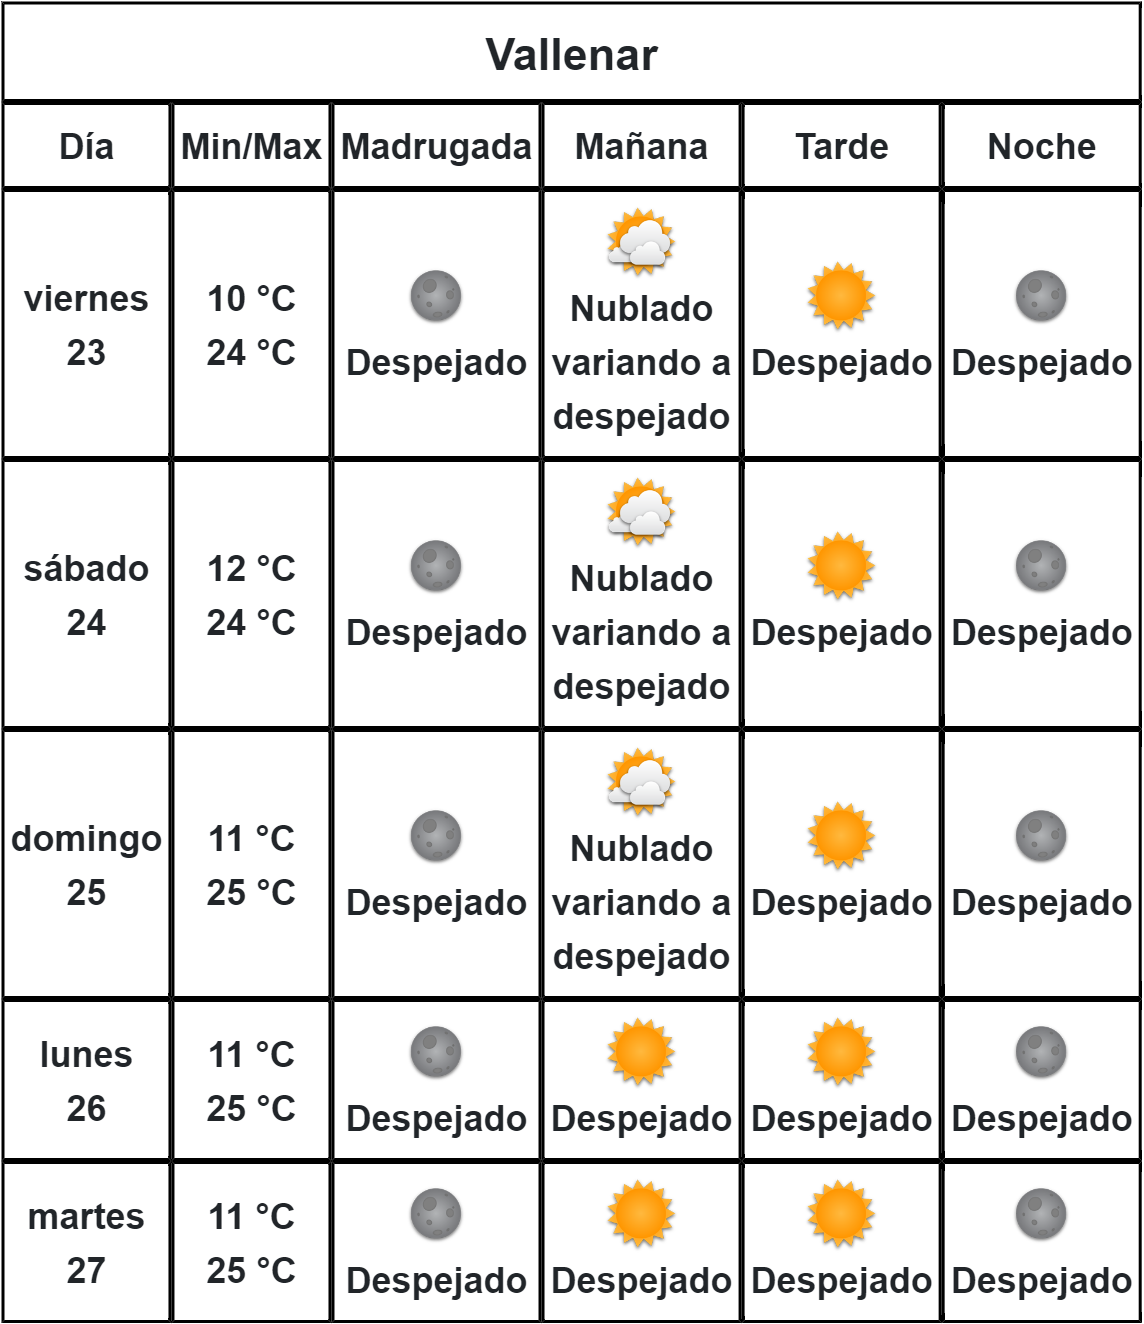 Vallenar
Día Min/Max Madrugada Mañana Tarde Noche
viernes
23
10 °C
24 °C
Despejado
Nublado
variando a
despejado
Despejado
Despejado
sábado
24
12 °C
24 °C
Despejado
Nublado
variando a
despejado
Despejado
Despejado
domingo
25
11 °C
25 °C
Despejado
Nublado
variando a
despejado
Despejado
Despejado
lunes
26
11 °C
25 °C
Despejado
Despejado
Despejado
Despejado
martes
27
11 °C
25 °C
Despejado
Despejado
Despejado
Despejado